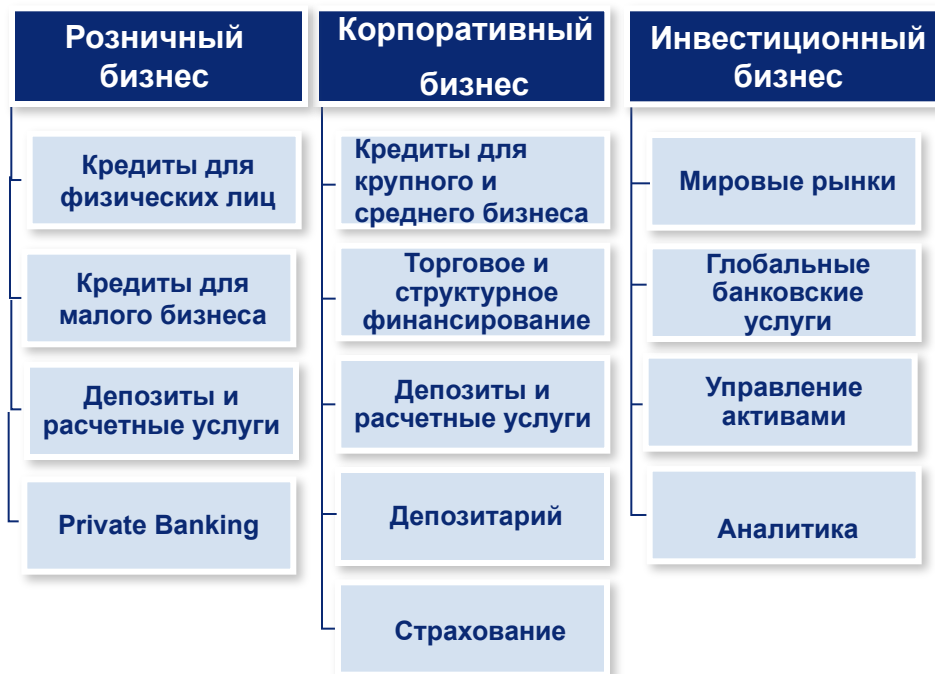 Розничный
бизнес
Кредиты для
физических лиц
Кредиты для
малого бизнеса
Депозиты и
расчетные услуги
Private Banking
Корпоративный
бизнес
Кредиты для
крупного и
среднего бизнеса
Торговое и
структурное
финансирование
Депозиты и
расчетные услуги
Депозитарий
Страхование
Инвестиционный
бизнес
Мировые рынки
Глобальные
банковские
услуги
Управление
активами
Аналитика